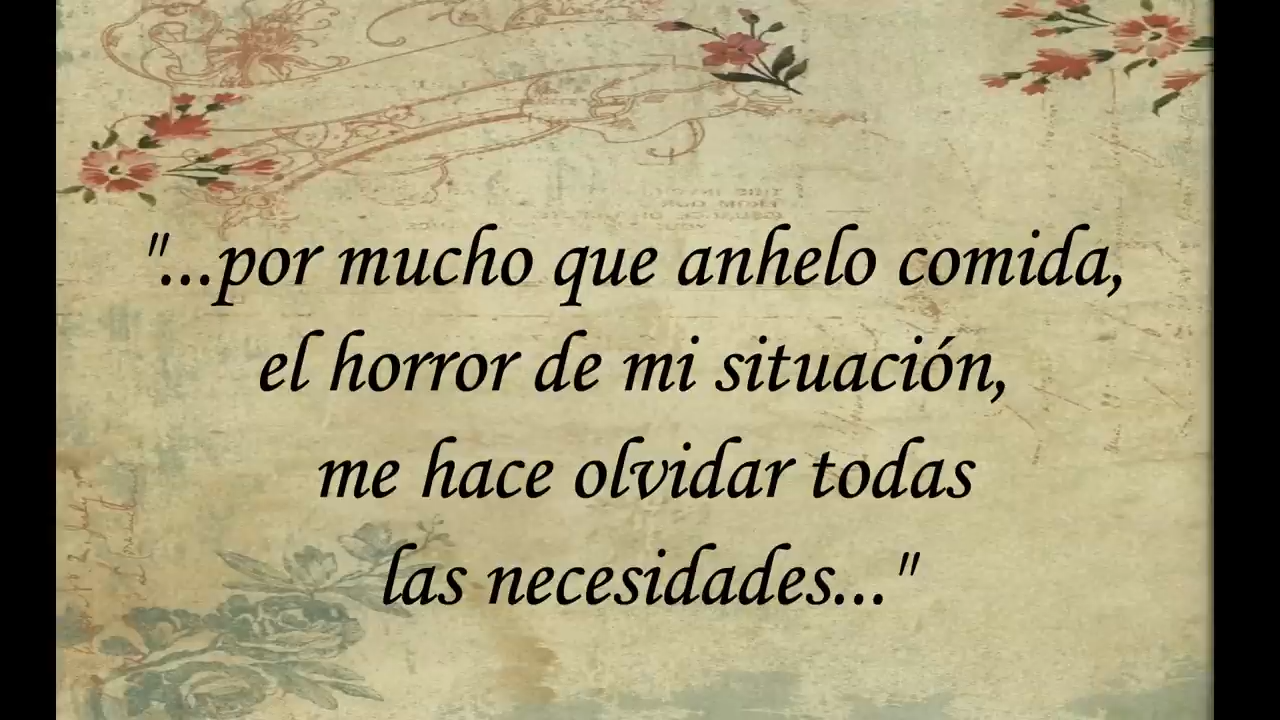 "...por mucho que anhelo comida,
el horror de mi situación,
me hace olvidar todas
las necesidades..."